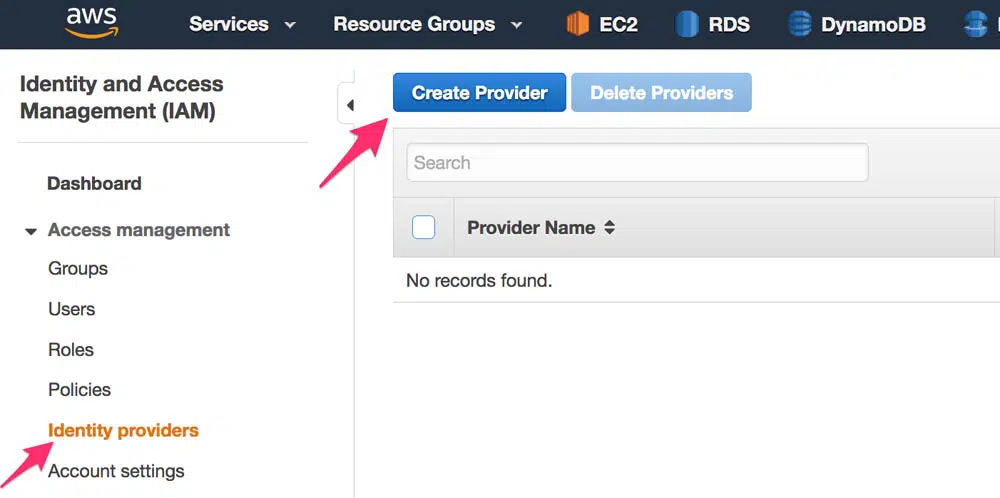 aws
Services
Resource Groups
EC2
RDS
DynamoDB
Identity and Access
Management (IAM)
Dashboard
Access management
Groups
Users
Roles
Policies
Identity providers
Account settings
Create Provider
Delete Providers
Search
Provider Name
No records found.